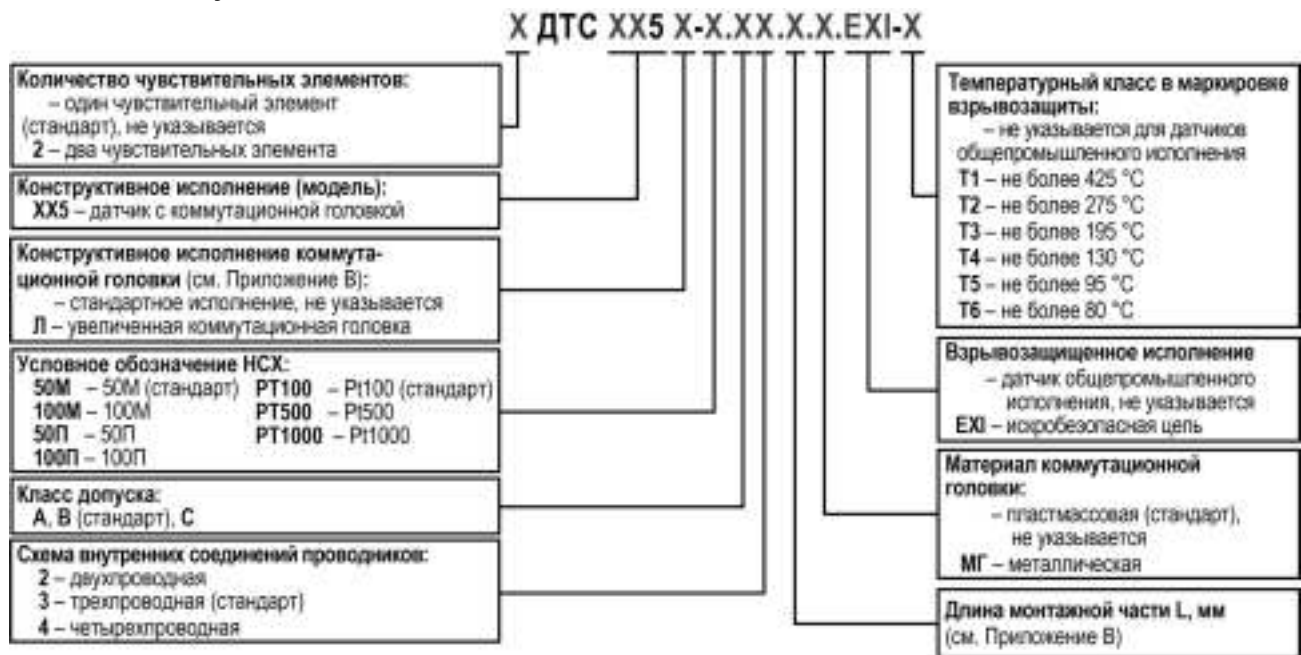 X ДТС XX5 X-X.XX.X.X.EXI-X
Количество чувствительных элементов:
– один чувствительный элемент
(стандарт), не указывается
2 – два чувствительных элемента
Конструктивное исполнение (модель):
XX5 – датчик с коммутационной головкой
Конструктивное исполнение коммута-
ционной головки (см. Приложение В):
– стандартное исполнение, не указывается
Л – увеличенная коммутационная головка
Условное обозначение НСХ:
50М – 50М (стандарт) РТ100 – Pt100 (стандарт)
100М – 100М РТ500 – Pt500
50П – 50П РТ1000 – Pt1000
100П – 100П
Класс допуска:
А, В (стандарт), С
Схема внутренних соединений проводников:
2 – двухпроводная
3 – трехпроводная (стандарт)
4 – четырехпроводная
Температурный класс в маркировке
взрывозащиты:
– не указывается для датчиков
общепромышленного исполнения
Т1 – не более 425 °С
Т2 – не более 275 °С
Т3 – не более 195 °С
Т4 – не более 130 °С
Т5 – не более 95 °С
Т6 – не более 80 °С
Взрывозащищенное исполнение
– датчик общепромышленного
исполнения, не указывается
EXI – искробезопасная цепь
Материал коммутационной
головки:
– пластмассовая (стандарт),
не указывается
МГ – металлическая
Длина монтажной части L, мм
(см. Приложение В)